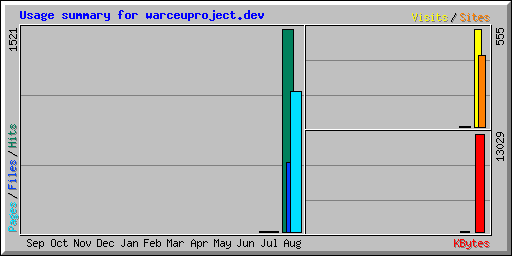 Usage summary for warceuproject.dev
Visits / Sites
1521
555
Pages / Files / Hits
13029
Sep Oct Nov Dec Jan Feb Mar Apr May Jun Jul Aug
KBytes